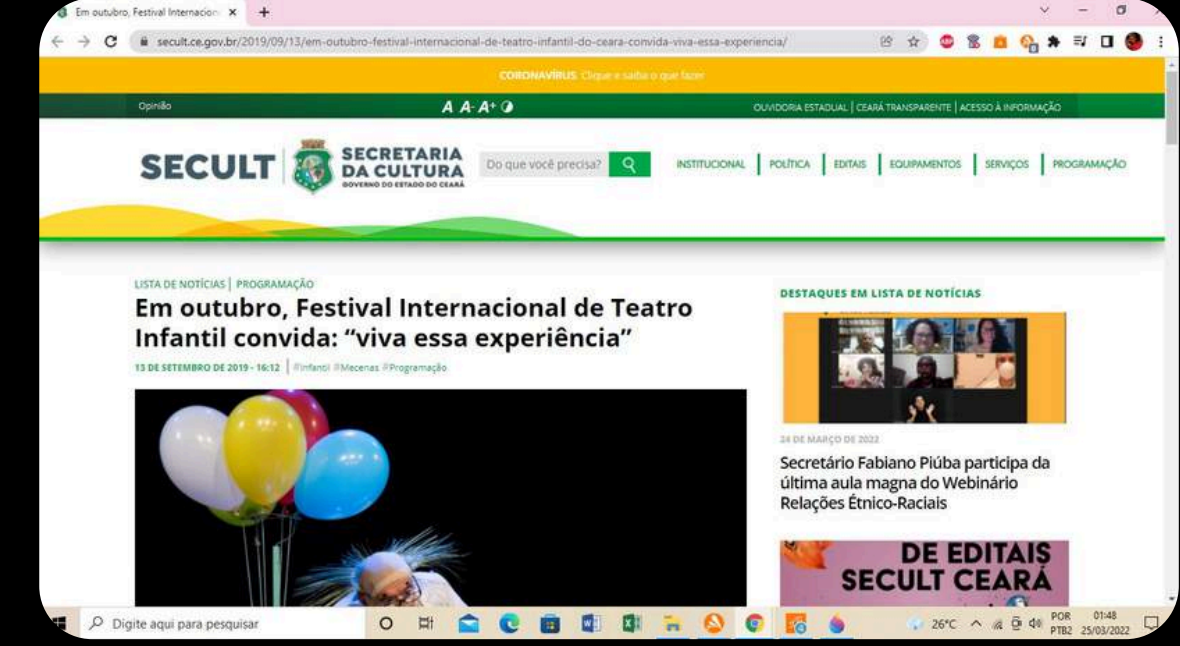 Em outubro, Festival Internacion
secult.ce.gov.br/2019/09/13/em-outubro-festival-internacional-de-teatro-infantil-do-ceara-convida-viva-essa-experiencia/
CORONAVÍRUS. Clique e saiba o que fazer
Opinião A A- A+ OUVIDORIA ESTADUAL | CEARÁ TRANSPARENTE | ACESSO À INFORMAÇÃO
SECULT
SECRETARIA
DA CULTURA
GOVERNO DO ESTADO DO CEARÁ
Do que você precisa?
INSTITUCIONAL | POLÍTICA | EDITAIS | EQUIPAMENTOS | SERVIÇOS | PROGRAMAÇÃO
LISTA DE NOTÍCIAS | PROGRAMAÇÃO
Em outubro, Festival Internacional de Teatro
Infantil convida: “viva essa experiência”
13 DE SETEMBRO DE 2019 - 16:12 | #Infantil #Mecenas #Programação
DESTAQUES EM LISTA DE NOTÍCIAS
24 DE MARÇO DE 2022
Secretário Fabiano Piúba participa da
última aula magna do Webinário
Relações Étnico-Raciais
DE EDITAIS
SECULT CEARÁ
Digite aqui para pesquisar
26°C
POR
PTB2
01:48
25/03/2022